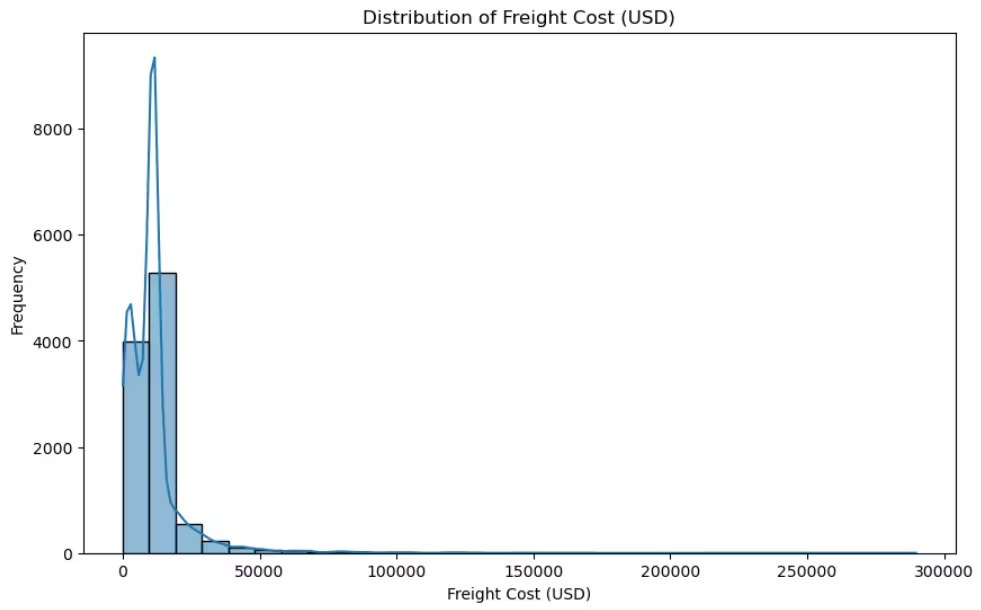 Distribution of Freight Cost (USD)
8000
6000
4000
2000
0
Frequency
0 50000 100000 150000 200000 250000 300000
Freight Cost (USD)